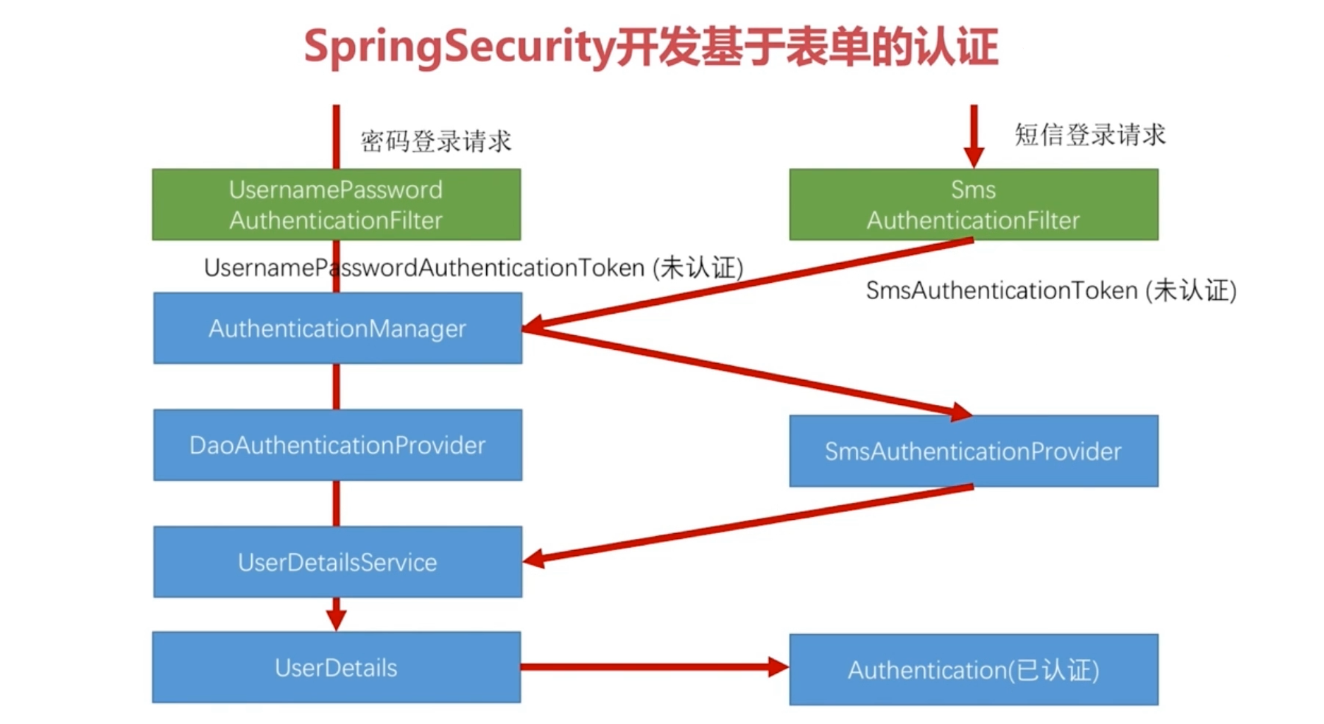 SpringSecurity开发基于表单的认证
密码登录请求
短信登录请求
UsernamePassword
AuthenticationFilter
Sms
AuthenticationFilter
UsernamePasswordAuthenticationToken (未认证)
SmsAuthenticationToken (未认证)
AuthenticationManager
DaoAuthenticationProvider
SmsAuthenticationProvider
UserDetailsService
UserDetails
Authentication(已认证)